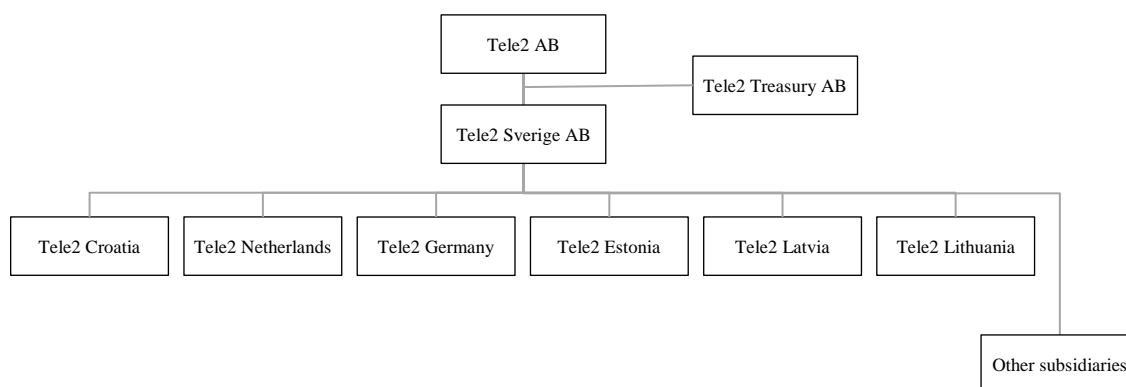 Tele2 AB
Tele2 Treasury AB
Tele2 Sverige AB
Tele2 Croatia
Tele2 Netherlands
Tele2 Germany
Tele2 Estonia
Tele2 Latvia
Tele2 Lithuania
Other subsidiaries